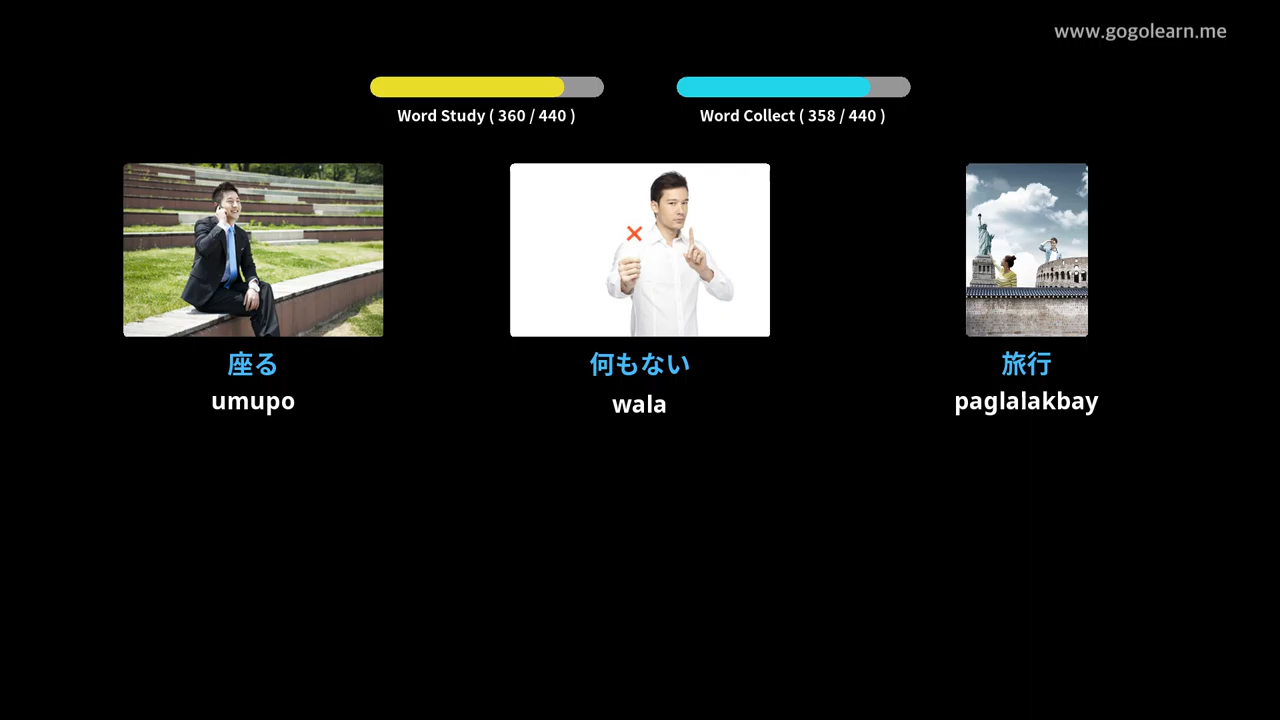 www.gogolearn.me
Word Study ( 360 / 440 )
Word Collect ( 358 / 440 )
座る
umupo
何もない
wala
旅行
paglalakbay